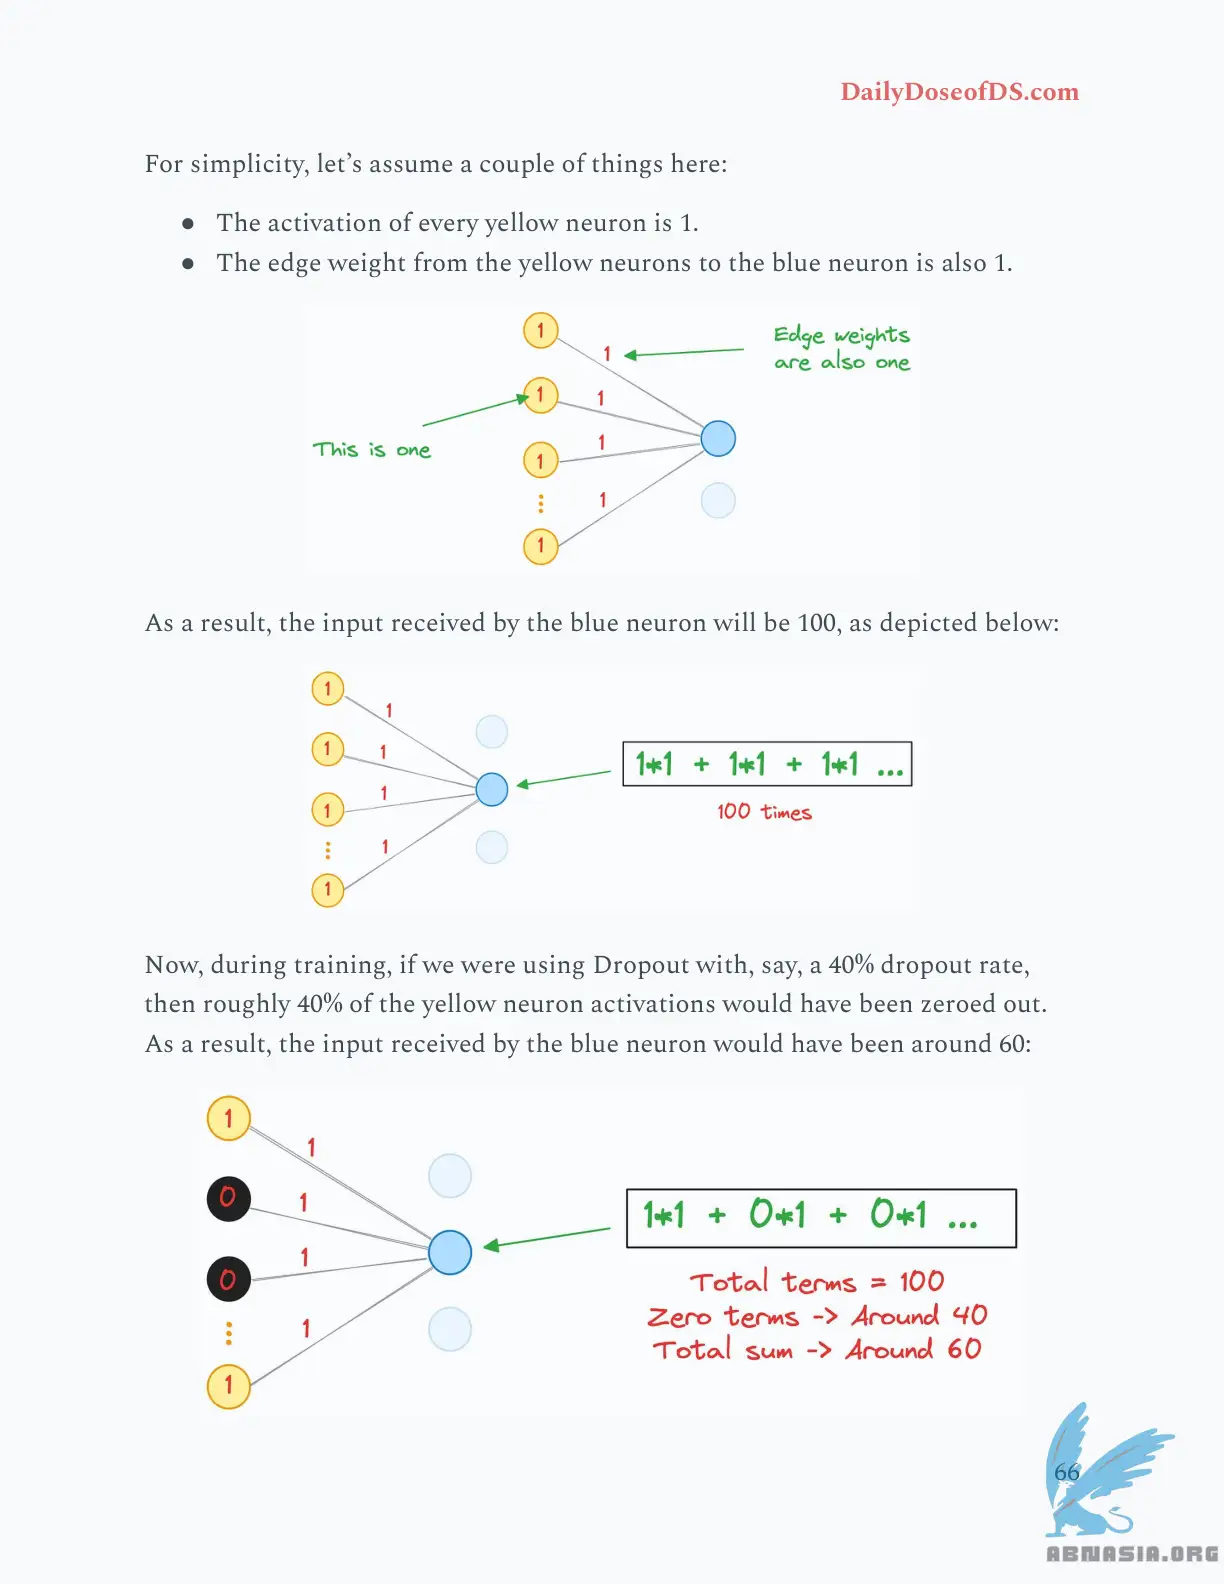 DailyDoseofDS.com
For simplicity, let’s assume a couple of things here:
● The activation of every yellow neuron is 1.
● The edge weight from the yellow neurons to the blue neuron is also 1.
1
1
Edge weights
are also one
1
1
This is one
1
1
1
1
As a result, the input received by the blue neuron will be 100, as depicted below:
1
1
1
1
1*1 + 1*1 + 1*1 ...
1
1
100 times
1
1
Now, during training, if we were using Dropout with, say, a 40% dropout rate,
then roughly 40% of the yellow neuron activations would have been zeroed out.
As a result, the input received by the blue neuron would have been around 60:
1
1
0
1
1*1 + 0*1 + 0*1 ...
0
1
Total terms = 100
Zero terms -> Around 40
1
Total sum -> Around 60
1
66
ABNASIA.ORG